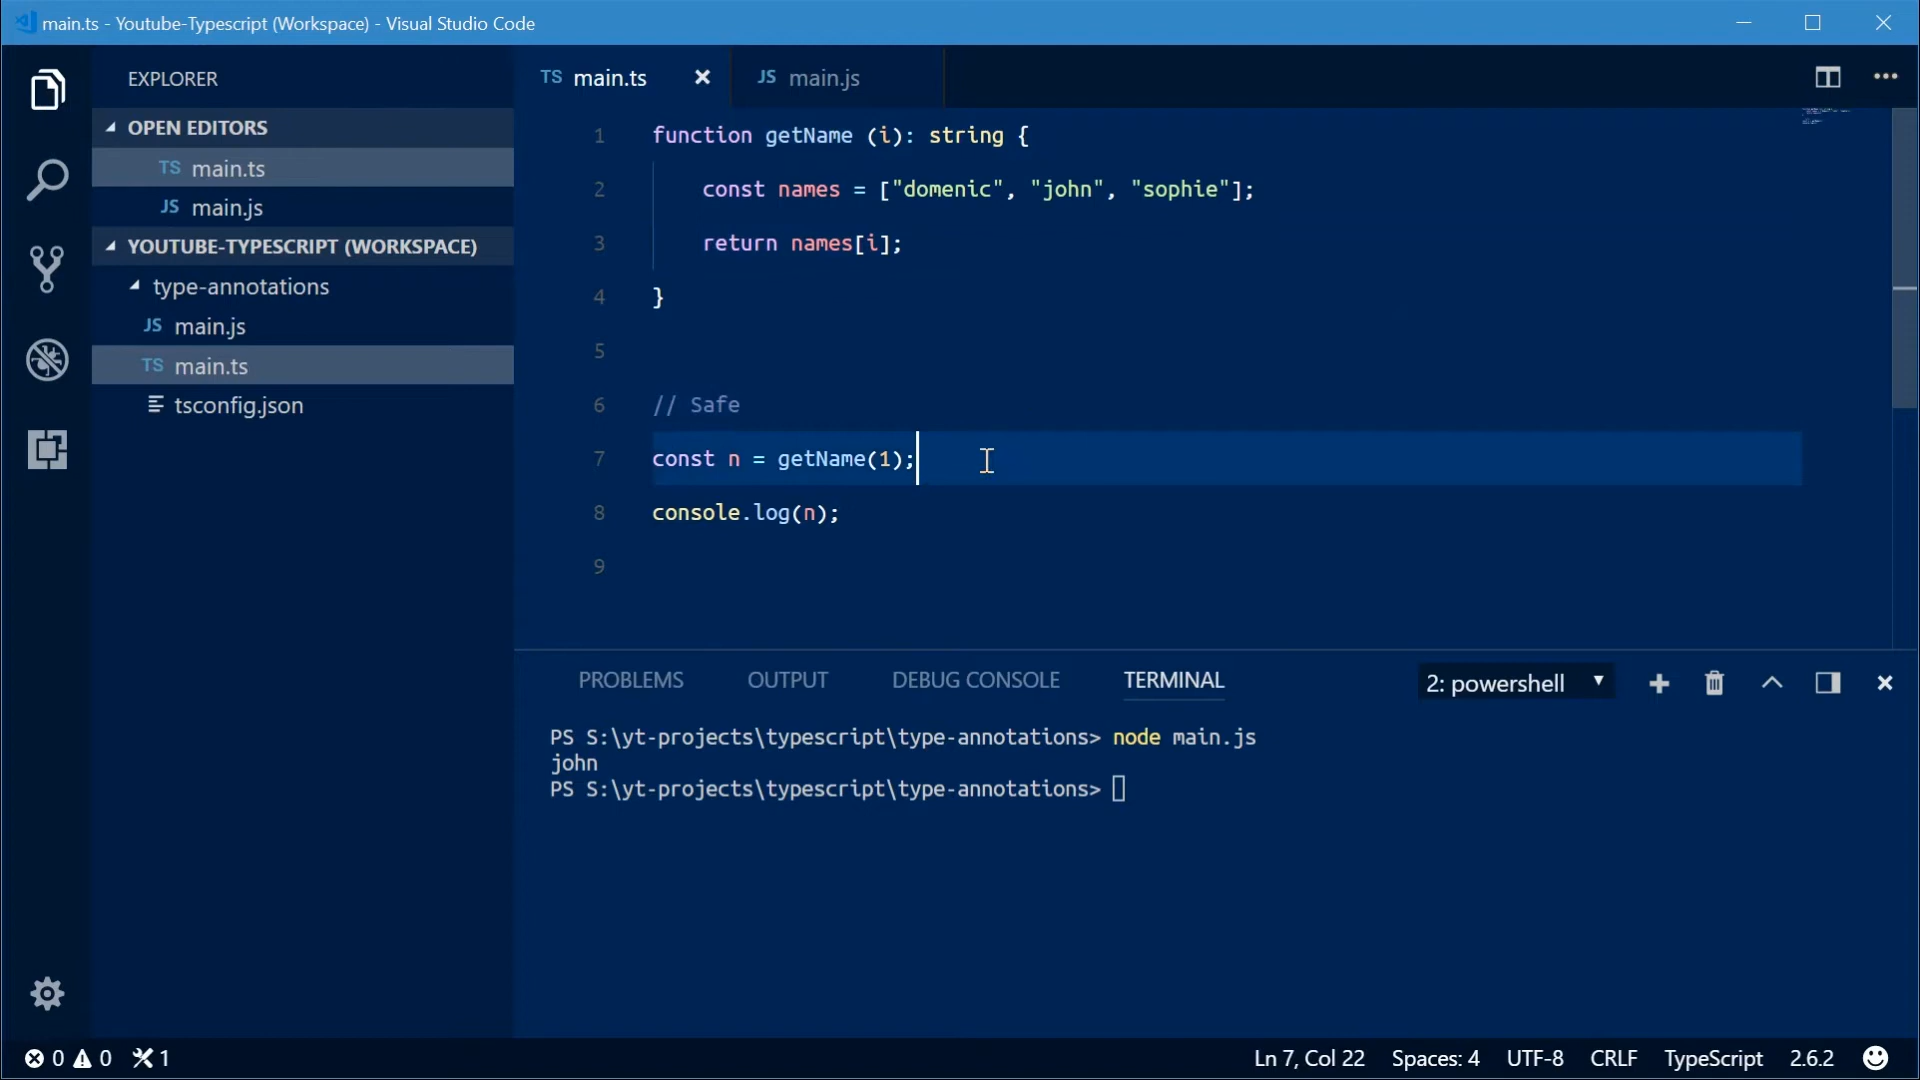 main.ts - Youtube-Typescript (Workspace) - Visual Studio Code
EXPLORER
OPEN EDITORS
TS main.ts
JS main.js
YOUTUBE-TYPESCRIPT (WORKSPACE)
type-annotations
JS main.js
TS main.ts
tsconfig.json
TS main.ts
JS main.js
1 function getName (i): string {
2     const names = ["domenic", "john", "sophie"];
3     return names[i];
4 }
5
6 // Safe
7 const n = getName(1);
8 console.log(n);
9
PROBLEMS OUTPUT DEBUG CONSOLE TERMINAL 2: powershell
PS S:\yt-projects\typescript\type-annotations> node main.js
john
PS S:\yt-projects\typescript\type-annotations>
0 0 1 Ln 7, Col 22 Spaces: 4 UTF-8 CRLF TypeScript 2.6.2